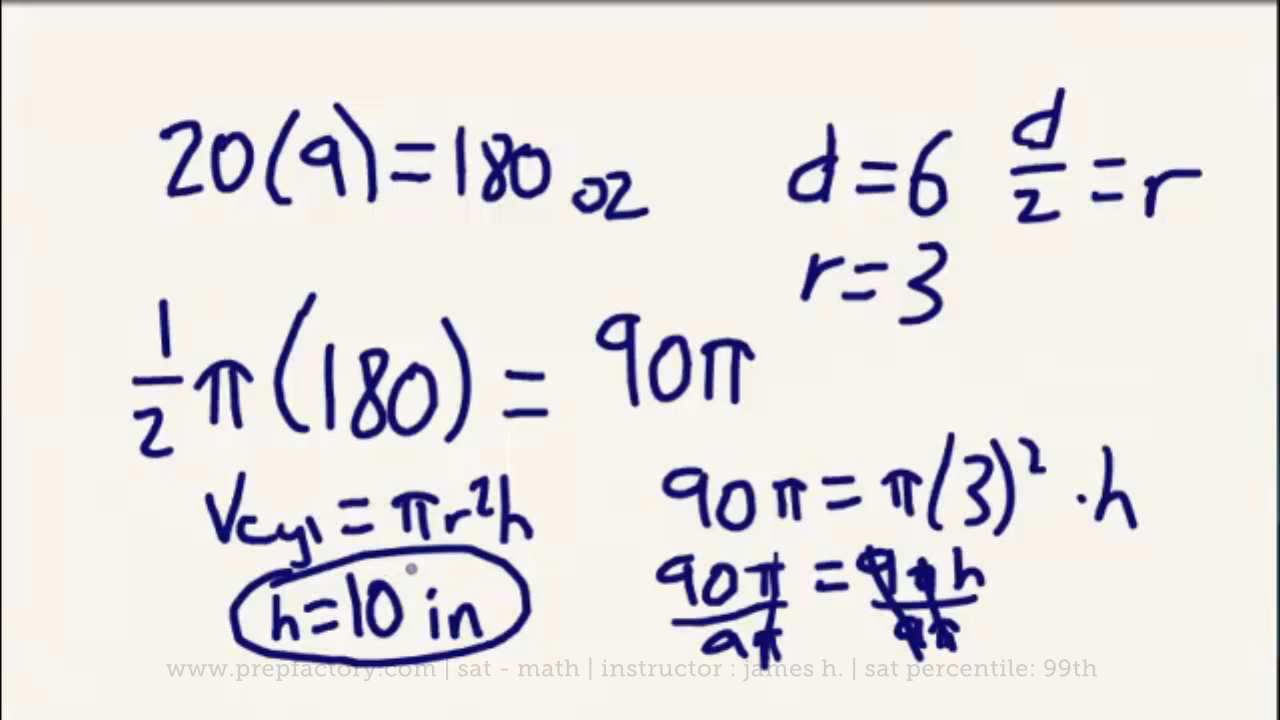 20(9) = 180 oz
d = 6 d/2 = r
r = 3
1/2 π(180) = 90π
Vcyl = πr²h
90π = π(3)² · h
90π/9π = 9πh/9π
h = 10 in
www.prepfactory.com | sat - math | instructor : james h. | sat percentile: 99th